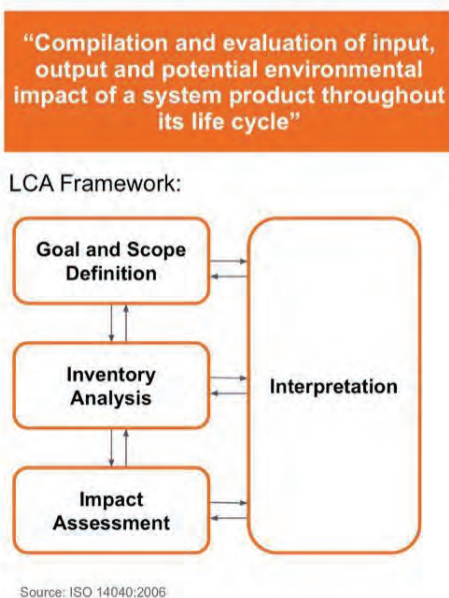 “Compilation and evaluation of input,
output and potential environmental
impact of a system product throughout
its life cycle”
LCA Framework:
Goal and Scope
Definition
Inventory
Analysis
Interpretation
Impact
Assessment
Source: ISO 14040:2006